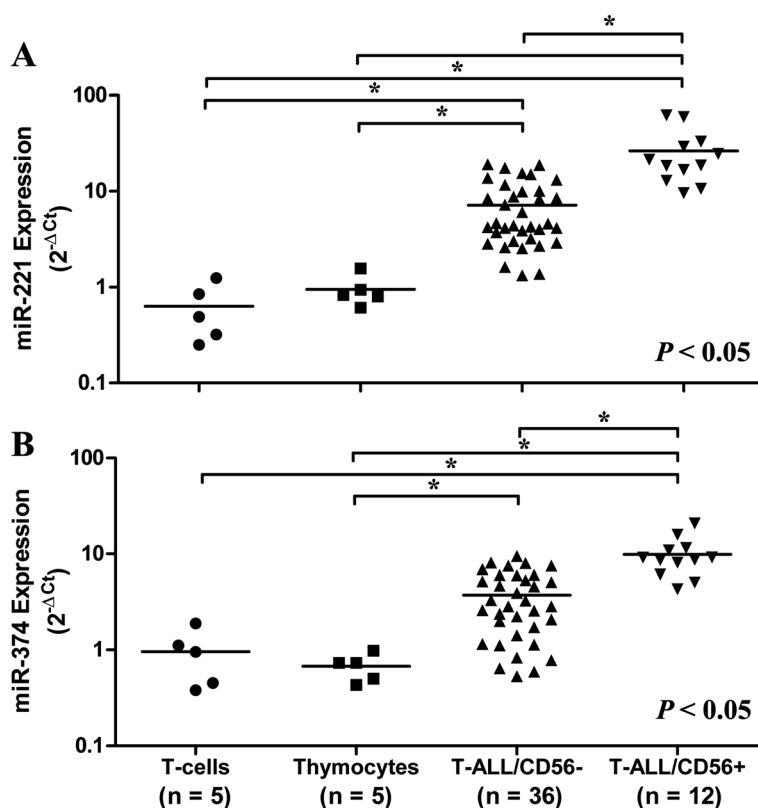 A
*
*
*
*
*
miR-221 Expression
(2^-ΔCt)
100
10
1
0.1
P < 0.05
B
*
*
*
*
miR-374 Expression
(2^-ΔCt)
100
10
1
0.1
P < 0.05
T-cells
(n = 5)
Thymocytes
(n = 5)
T-ALL/CD56-
(n = 36)
T-ALL/CD56+
(n = 12)